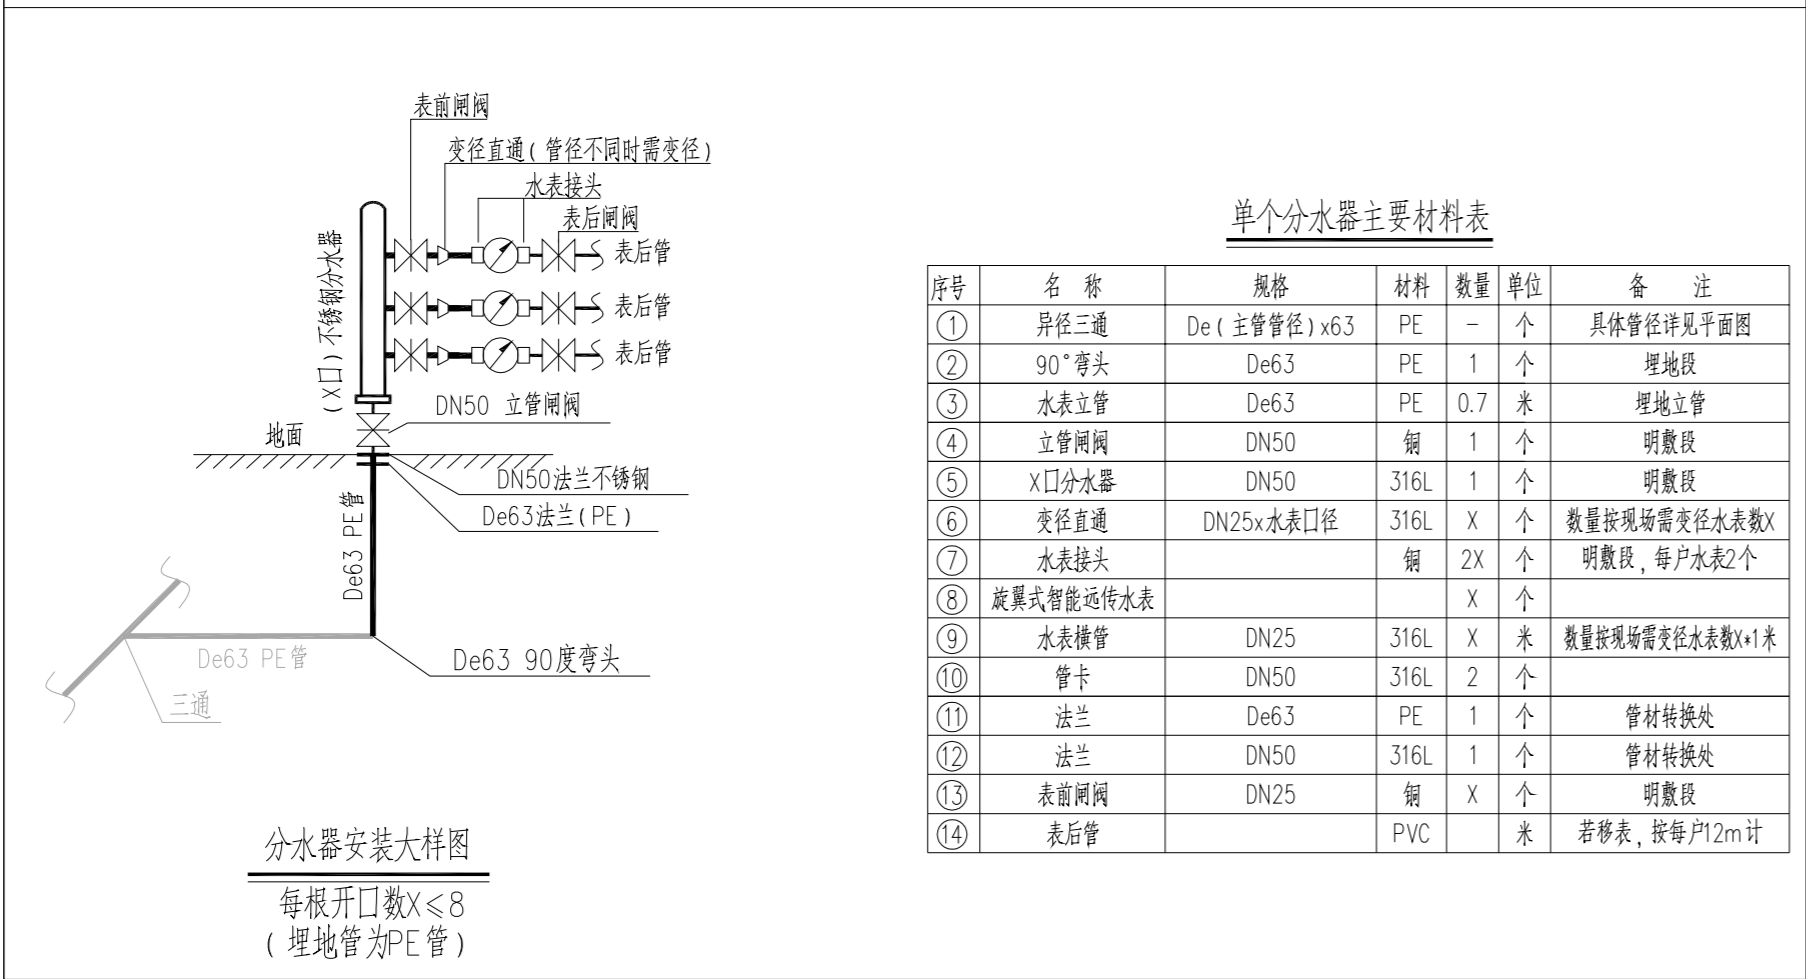 表前闸阀
变径直通(管径不同时需变径)
水表接头
表后闸阀
表后管
表后管
表后管
(X口)不锈钢分水器
DN50 立管闸阀
地面
DN50法兰不锈钢
De63法兰(PE)
De63 PE管
De63 PE管
De63 90度弯头
三通
分水器安装大样图
每根开口数X≤8
(埋地管为PE管)
单个分水器主要材料表
序号 名 称 规格 材料 数量 单位 备 注
① 异径三通 De(主管管径)x63 PE - 个 具体管径详见平面图
② 90°弯头 De63 PE 1 个 埋地段
③ 水表立管 De63 PE 0.7 米 埋地立管
④ 立管闸阀 DN50 铜 1 个 明敷段
⑤ X口分水器 DN50 316L 1 个 明敷段
⑥ 变径直通 DN25x水表口径 316L X 个 数量按现场需变径水表数X
⑦ 水表接头 铜 2X 个 明敷段,每户水表2个
⑧ 旋翼式智能远传水表 X 个
⑨ 水表横管 DN25 316L X 米 数量按现场需变径水表数X*1米
⑩ 管卡 DN50 316L 2 个
⑪ 法兰 De63 PE 1 个 管材转换处
⑫ 法兰 DN50 316L 1 个 管材转换处
⑬ 表前闸阀 DN25 铜 X 个 明敷段
⑭ 表后管 PVC 米 若移表,按每户12m计